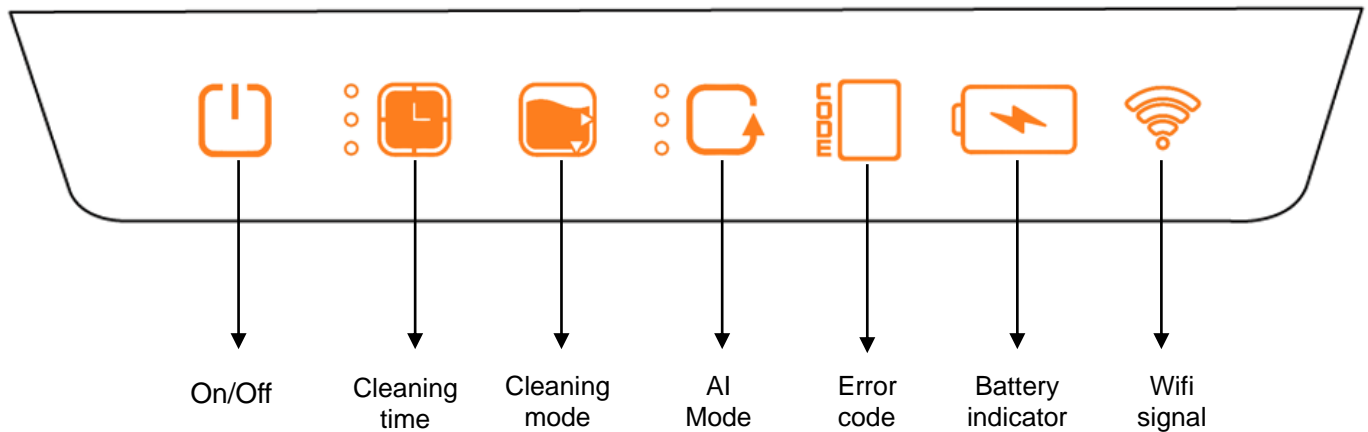 CODE
On/Off
Cleaning
time
Cleaning
mode
AI
Mode
Error
code
Battery
indicator
Wifi
signal